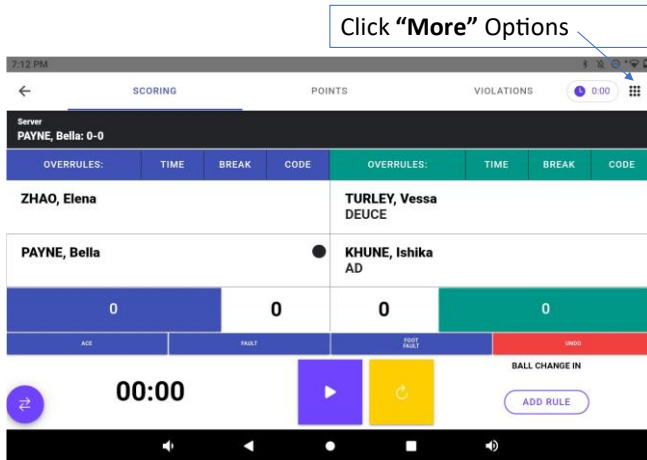 Click “More” Options
7:12 PM
SCORING POINTS VIOLATIONS 0:00
Server
PAYNE, Bella: 0-0
OVERRULES: TIME BREAK CODE OVERRULES: TIME BREAK CODE
ZHAO, Elena TURLEY, Vessa
DEUCE
PAYNE, Bella KHUNE, Ishika
AD
0 0 0 0
ACE FAULT FOOT FAULT UNDO
BALL CHANGE IN
00:00
ADD RULE